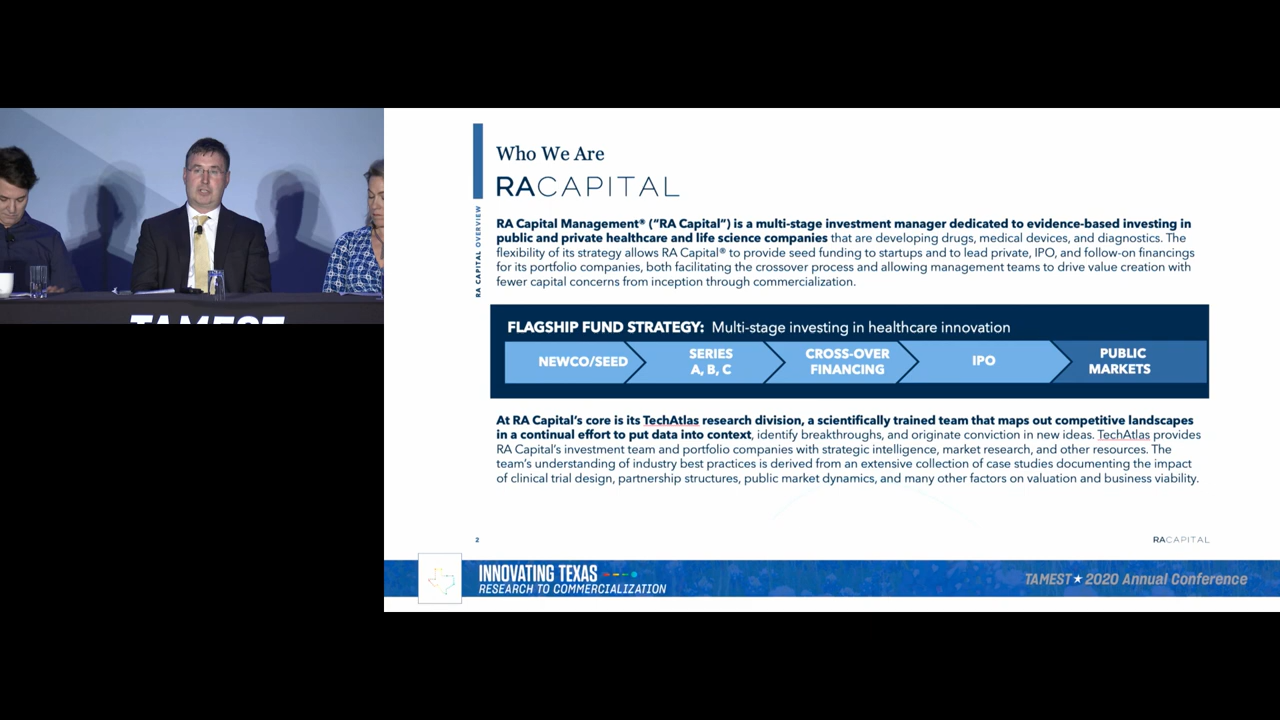 TAMEST
Who We Are
RACAPITAL
RA CAPITAL OVERVIEW
RA Capital Management® (“RA Capital”) is a multi-stage investment manager dedicated to evidence-based investing in
public and private healthcare and life science companies that are developing drugs, medical devices, and diagnostics. The
flexibility of its strategy allows RA Capital® to provide seed funding to startups and to lead private, IPO, and follow-on financings
for its portfolio companies, both facilitating the crossover process and allowing management teams to drive value creation with
fewer capital concerns from inception through commercialization.
FLAGSHIP FUND STRATEGY: Multi-stage investing in healthcare innovation
NEWCO/SEED
SERIES
A, B, C
CROSS-OVER
FINANCING
IPO
PUBLIC
MARKETS
At RA Capital’s core is its TechAtlas research division, a scientifically trained team that maps out competitive landscapes
in a continual effort to put data into context, identify breakthroughs, and originate conviction in new ideas. TechAtlas provides
RA Capital’s investment team and portfolio companies with strategic intelligence, market research, and other resources. The
team’s understanding of industry best practices is derived from an extensive collection of case studies documenting the impact
of clinical trial design, partnership structures, public market dynamics, and many other factors on valuation and business viability.
2
RACAPITAL
INNOVATING TEXAS
RESEARCH TO COMMERCIALIZATION
TAMEST★2020 Annual Conference